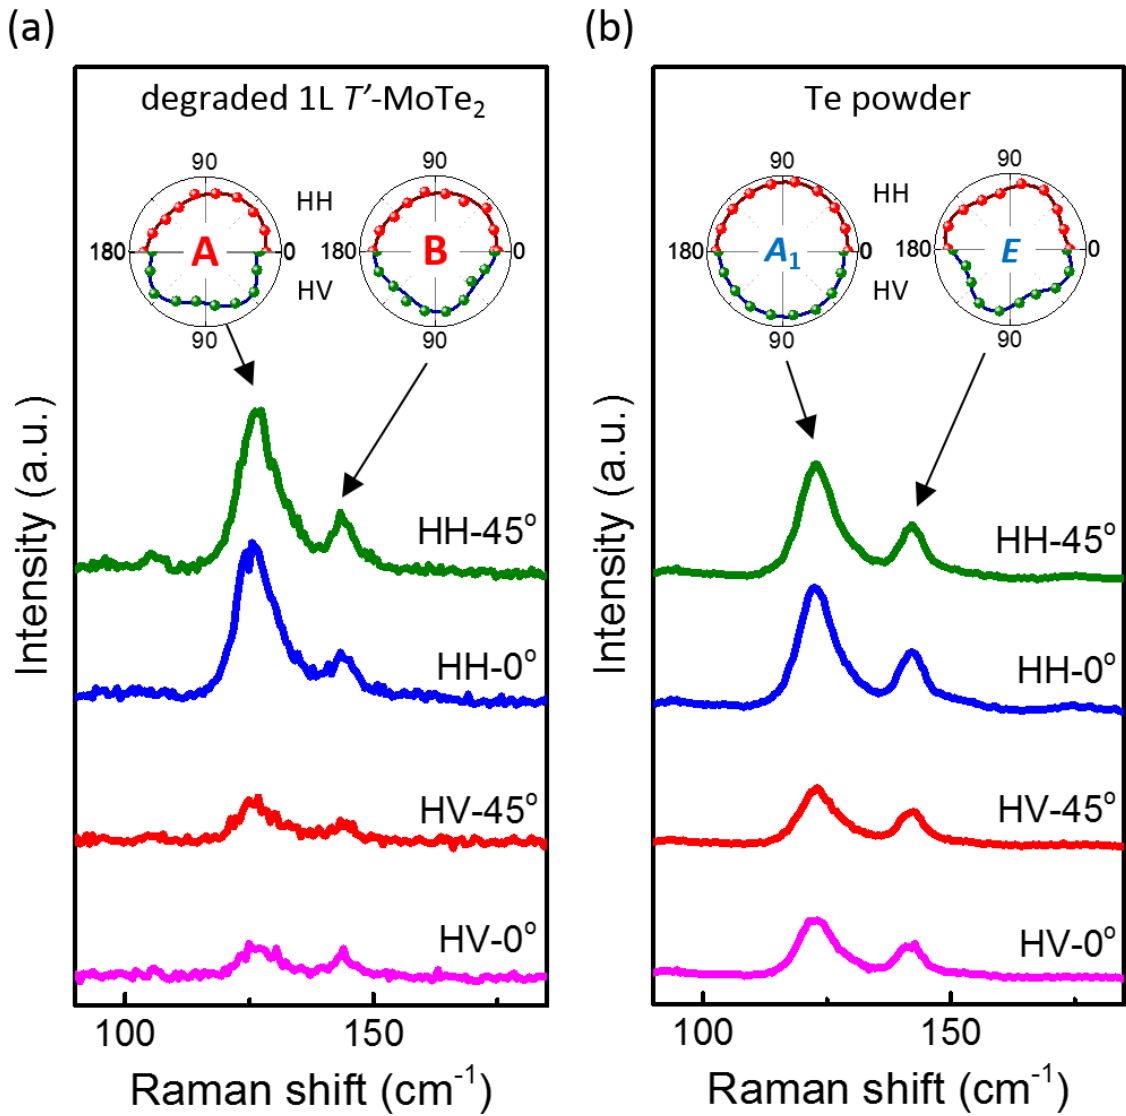 (a)
degraded 1L T’-MoTe₂
90
90
HH
180
A
0
180
B
0
HV
90
90
HH-45°
HH-0°
HV-45°
HV-0°
Intensity (a.u.)
100
150
Raman shift (cm⁻¹)
(b)
Te powder
90
90
HH
180
A₁
0
180
E
0
HV
90
90
HH-45°
HH-0°
HV-45°
HV-0°
Intensity (a.u.)
100
150
Raman shift (cm⁻¹)